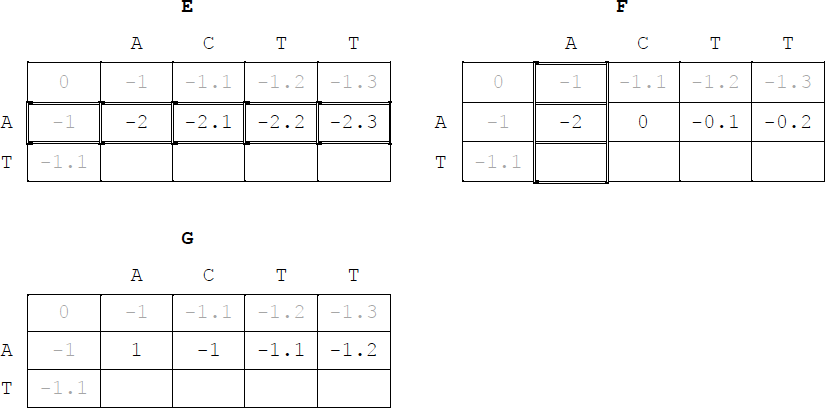 E F
A C T T A C T T
0 -1 -1.1 -1.2 -1.3 0 -1 -1.1 -1.2 -1.3
A -1 -2 -2.1 -2.2 -2.3 A -1 -2 0 -0.1 -0.2
T -1.1 T -1.1
G
A C T T
0 -1 -1.1 -1.2 -1.3
A -1 1 -1 -1.1 -1.2
T -1.1